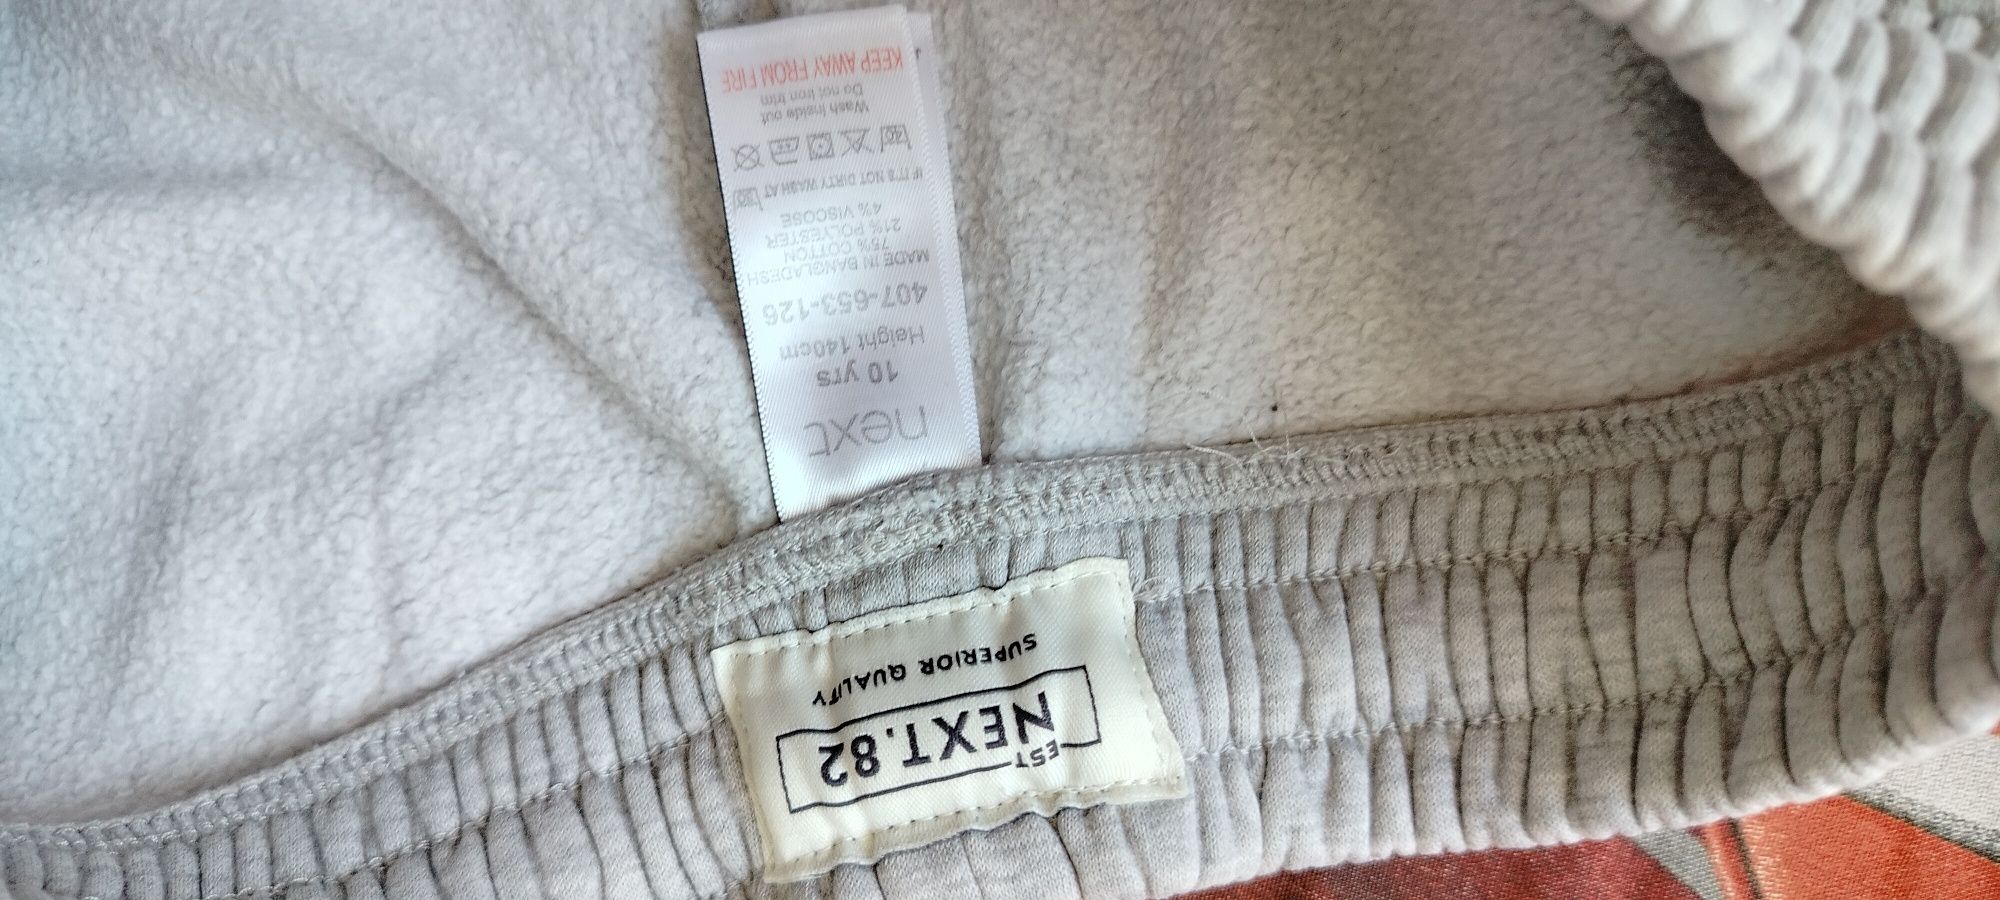 next
10 yrs
Height 140cm
407-653-126
MADE IN BANGLADESH
75% COTTON
21% POLYESTER
4% VISCOSE
IF IT'S NOT DIRTY WASH AT 30
40
Wash inside out
Do not iron trim
KEEP AWAY FROM FIRE
EST
NEXT.82
SUPERIOR QUALITY